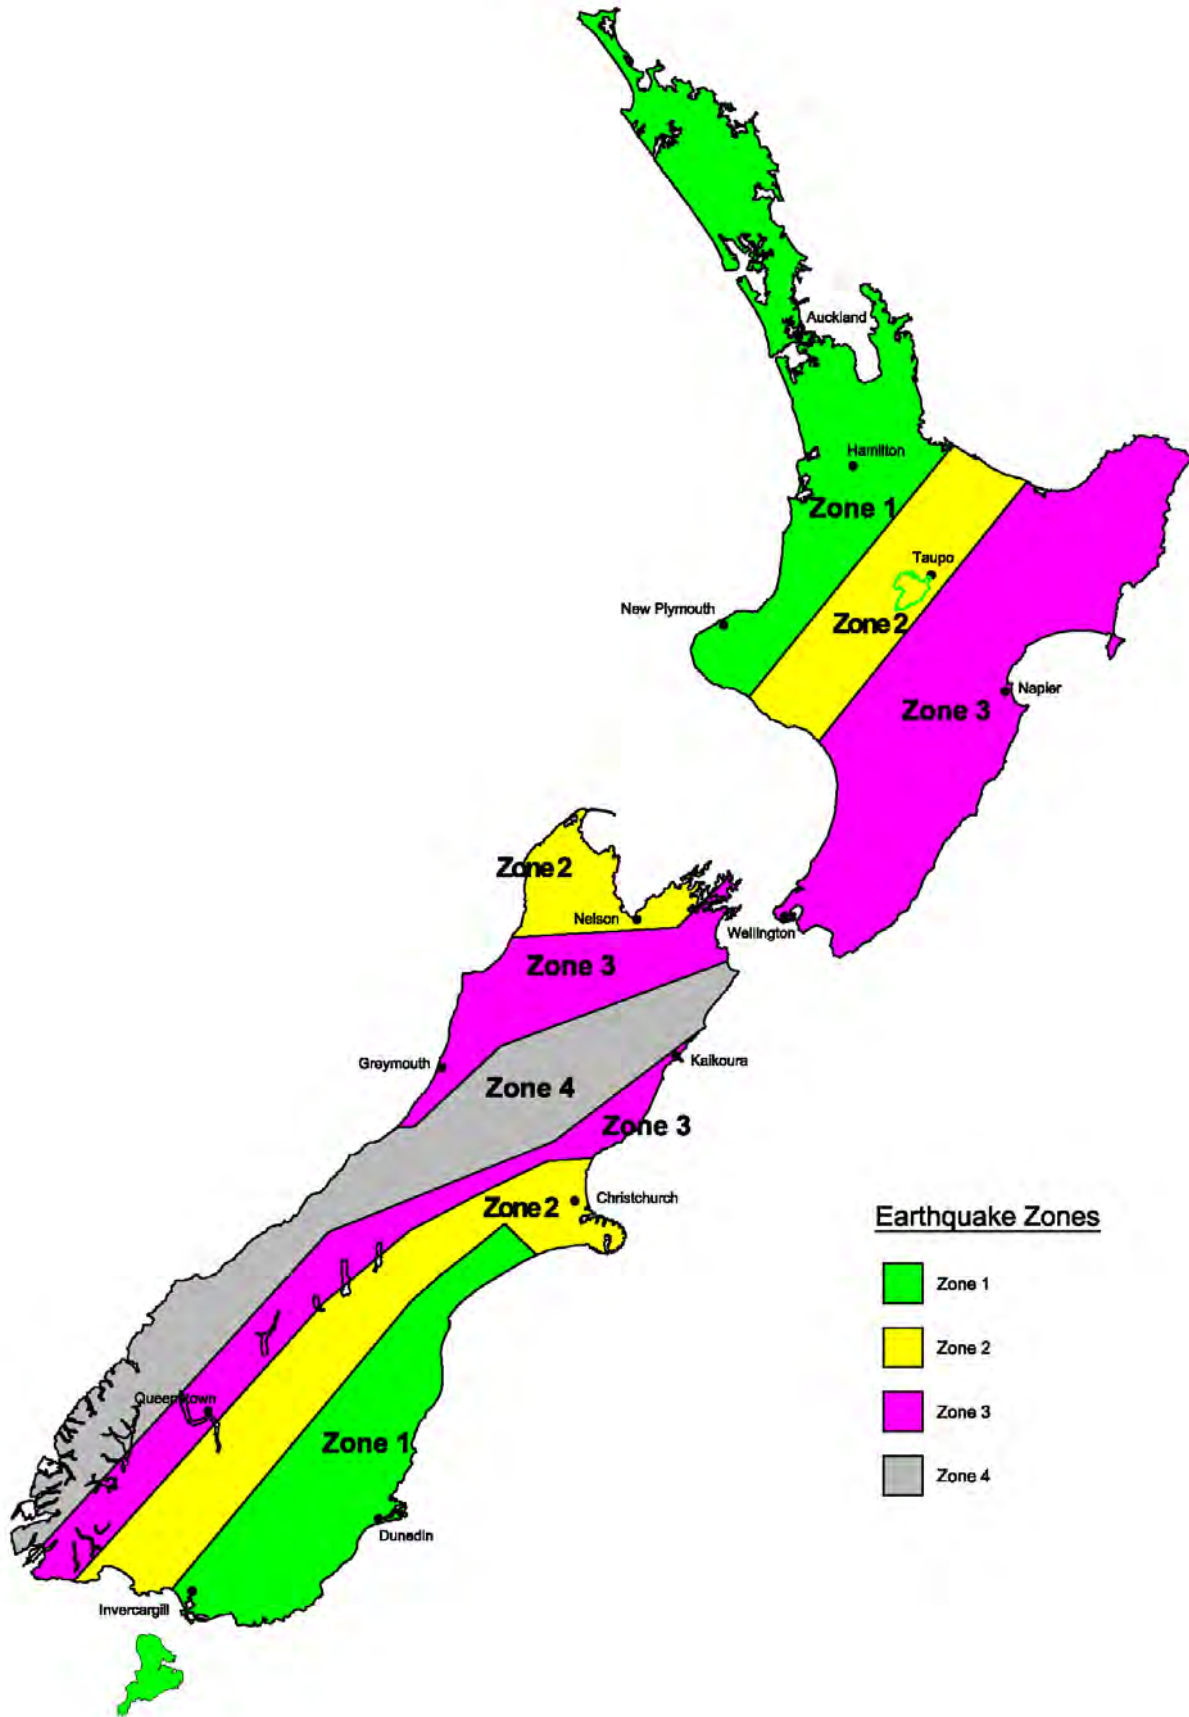 Auckland
Hamilton
Zone 1
Taupo
New Plymouth
Zone 2
Napier
Zone 3
Zone 2
Nelson
Wellington
Zone 3
Greymouth
Kaikoura
Zone 4
Zone 3
Christchurch
Zone 2
Earthquake Zones
Zone 1
Zone 2
Queenstown
Zone 3
Zone 1
Zone 4
Dunedin
Invercargill